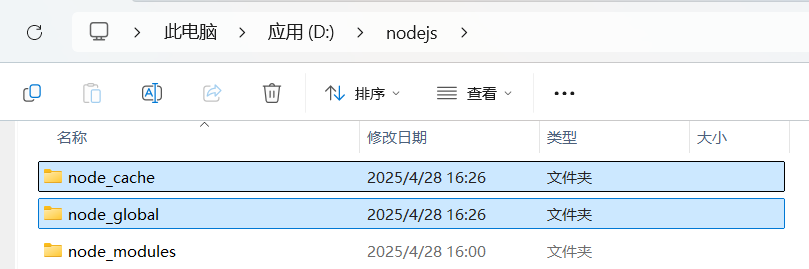 此电脑 > 应用 (D:) > nodejs >
排序 查看
名称 修改日期 类型 大小
node_cache 2025/4/28 16:26 文件夹
node_global 2025/4/28 16:26 文件夹
node_modules 2025/4/28 16:00 文件夹